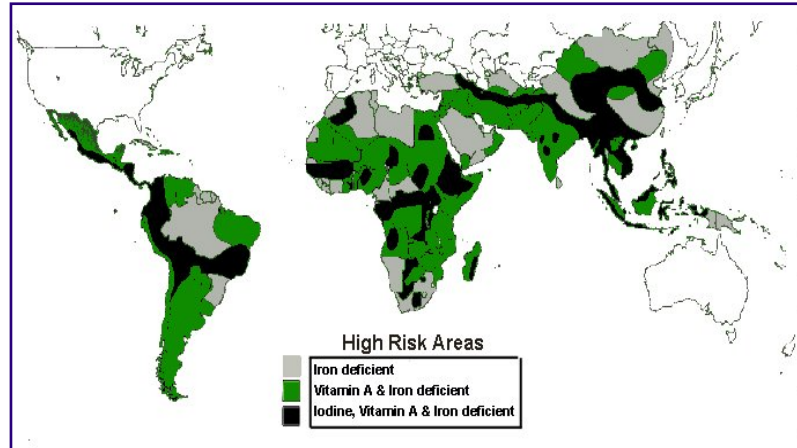 High Risk Areas
Iron deficient
Vitamin A & Iron deficient
Iodine, Vitamin A & Iron deficient